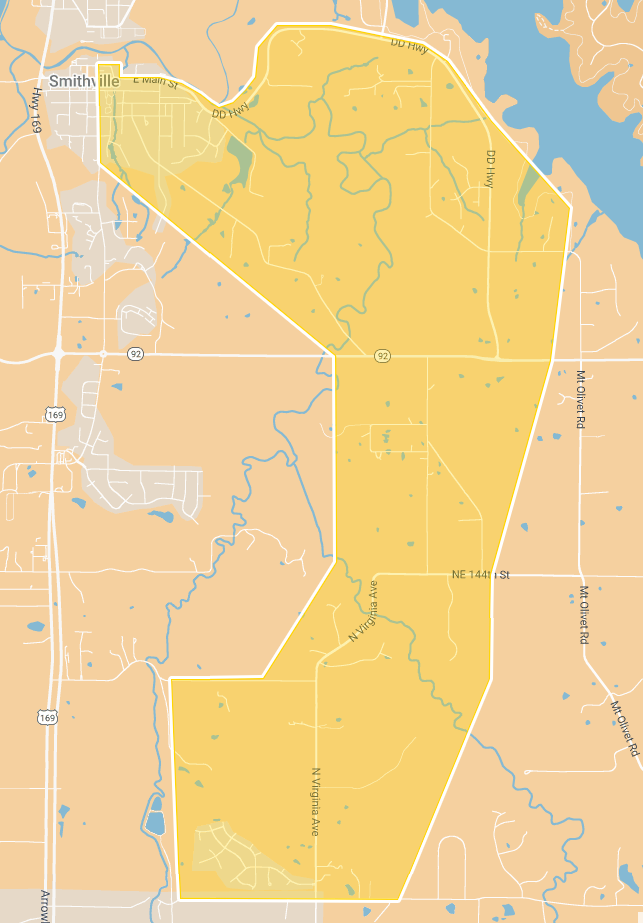 DD Hwy
Smithville
E Main St
Hwy 169
DD Hwy
DD Hwy
92
92
169
Mt Olivet Rd
NE 144th St
N Virginia Ave
Mt Olivet Rd
169
Mt Olivet Rd
N Virginia Ave
Arrow